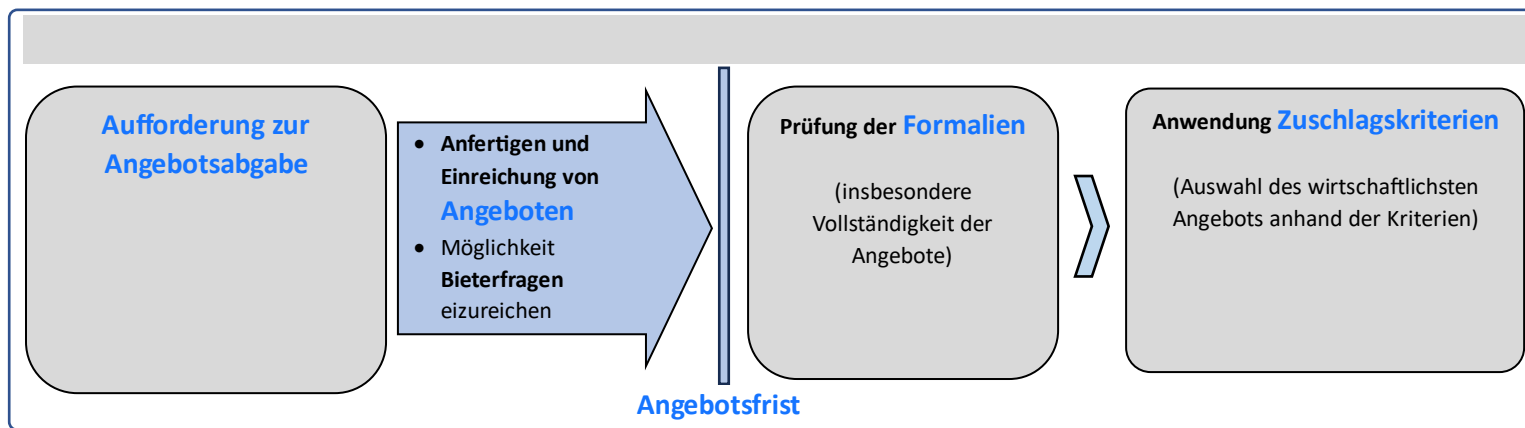 Aufforderung zur
Angebotsabgabe
• Anfertigen und
Einreichung von
Angeboten
• Möglichkeit
Bieterfragen
eizureichen
Angebotsfrist
Prüfung der Formalien
(insbesondere
Vollständigkeit der
Angebote)
Anwendung Zuschlagskriterien
(Auswahl des wirtschaftlichsten
Angebots anhand der Kriterien)